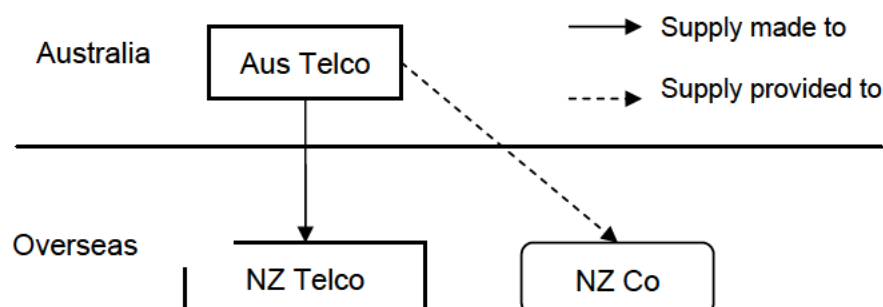 Australia
Aus Telco
Supply made to
Supply provided to
Overseas
NZ Telco
NZ Co